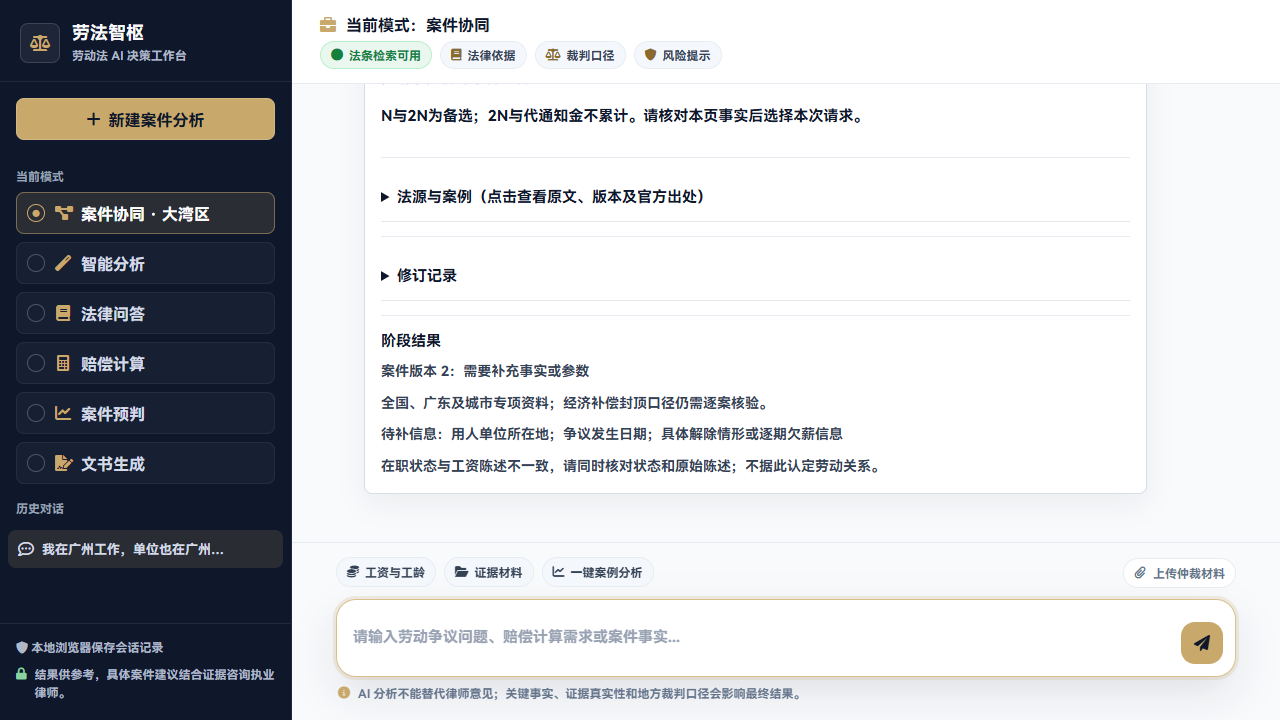 劳法智枢
劳动法 AI 决策工作台
新建案件分析
当前模式
案件协同 · 大湾区
智能分析
法律问答
赔偿计算
案件预判
文书生成
历史对话
我在广州工作，单位也在广州...
本地浏览器保存会话记录
结果供参考，具体案件建议结合证据咨询执业律师。
当前模式：案件协同
法条检索可用
法律依据
裁判口径
风险提示
N与2N为备选；2N与代通知金不累计。请核对本页事实后选择本次请求。
法源与案例（点击查看原文、版本及官方出处）
修订记录
阶段结果
案件版本 2：需要补充事实或参数
全国、广东及城市专项资料；经济补偿封顶口径仍需逐案核验。
待补信息：用人单位所在地；争议发生日期；具体解除情形或逐期欠薪信息
在职状态与工资陈述不一致，请同时核对状态和原始陈述；不据此认定劳动关系。
工资与工龄
证据材料
一键案例分析
上传仲裁材料
请输入劳动争议问题、赔偿计算需求或案件事实...
AI 分析不能替代律师意见；关键事实、证据真实性和地方裁判口径会影响最终结果。